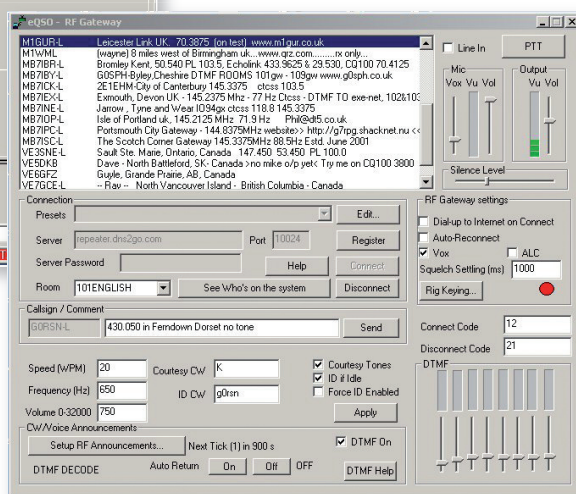 eQSO - RF Gateway
M1GUR-L Leicester Link UK. 70.3875 (on test) www.m1gur.co.uk
M1WML (wayne) 8 miles west of Birmingham uk...www.qrz.com.........rx only...
MB7IBR-L Bromley Kent, 50.540 PL 103.5, Echolink 433.9625 & 29.530, CQ100 70.4125
MB7IBY-L G0SPH-Byley,Cheshire DTMF ROOMS 101gw - 109gw www.g0sph.co.uk
MB7ICK-L 2E1EHM-City of Canterbury 145.3375 ctcss 103.5
MB7IEX-L Exmouth, Devon UK - 145.2375 Mhz - 77 Hz Ctcss - DTMF TO exe-net, 102&103
MB7INE-L Jarrow , Tyne and Wear IO94gx ctcss 118.8 145.3375
MB7IOP-L Isle of Portland uk, 145.2125 MHz 71.9 Hz Phil@dt5.co.uk
MB7IPC-L Portsmouth City Gateway - 144.8375MHz website>> http://g7rpg.shacknet.nu <<
MB7ISC-L The Scotch Corner Gateway 145.3375MHz 88.5Hz Estd. June 2001
VE3SNE-L Sault Ste. Marie, Ontario, Canada 147.450 53.450 PL 100.0
VE5DKB Dave - North Battleford, SK- Canada >no mike o/p yet< Try me on CQ100 3800
VE6GFZ Guyle, Grande Prairie, AB, Canada
VE7GCE-L -- Ray -- North Vancouver Island - British Columbia - Canada
Line In PTT
Mic Output
Vox Vu Vol Vu Vol
Silence Level
Connection
Presets Edit...
Server repeater.dns2go.com Port 10024 Register
Server Password Help Connect
Room 101ENGLISH See Who's on the system Disconnect
RF Gateway settings
Dial-up to Internet on Connect
Auto-Reconnect
Vox ALC
Squelch Settling (ms) 1000
Rig Keying...
Callsign / Comment
G0RSN-L 430.050 in Ferndown Dorset no tone Send
Connect Code 12
Disconnect Code 21
Speed (WPM) 20 Courtesy CW K Courtesy Tones
Frequency (Hz) 650 ID CW g0rsn ID if Idle
Force ID Enabled
Volume 0-32000 750 Apply
CW/Voice Announcements
Setup RF Announcements... Next Tick (1) in 900 s DTMF On
DTMF DECODE Auto Return On Off OFF DTMF Help
DTMF